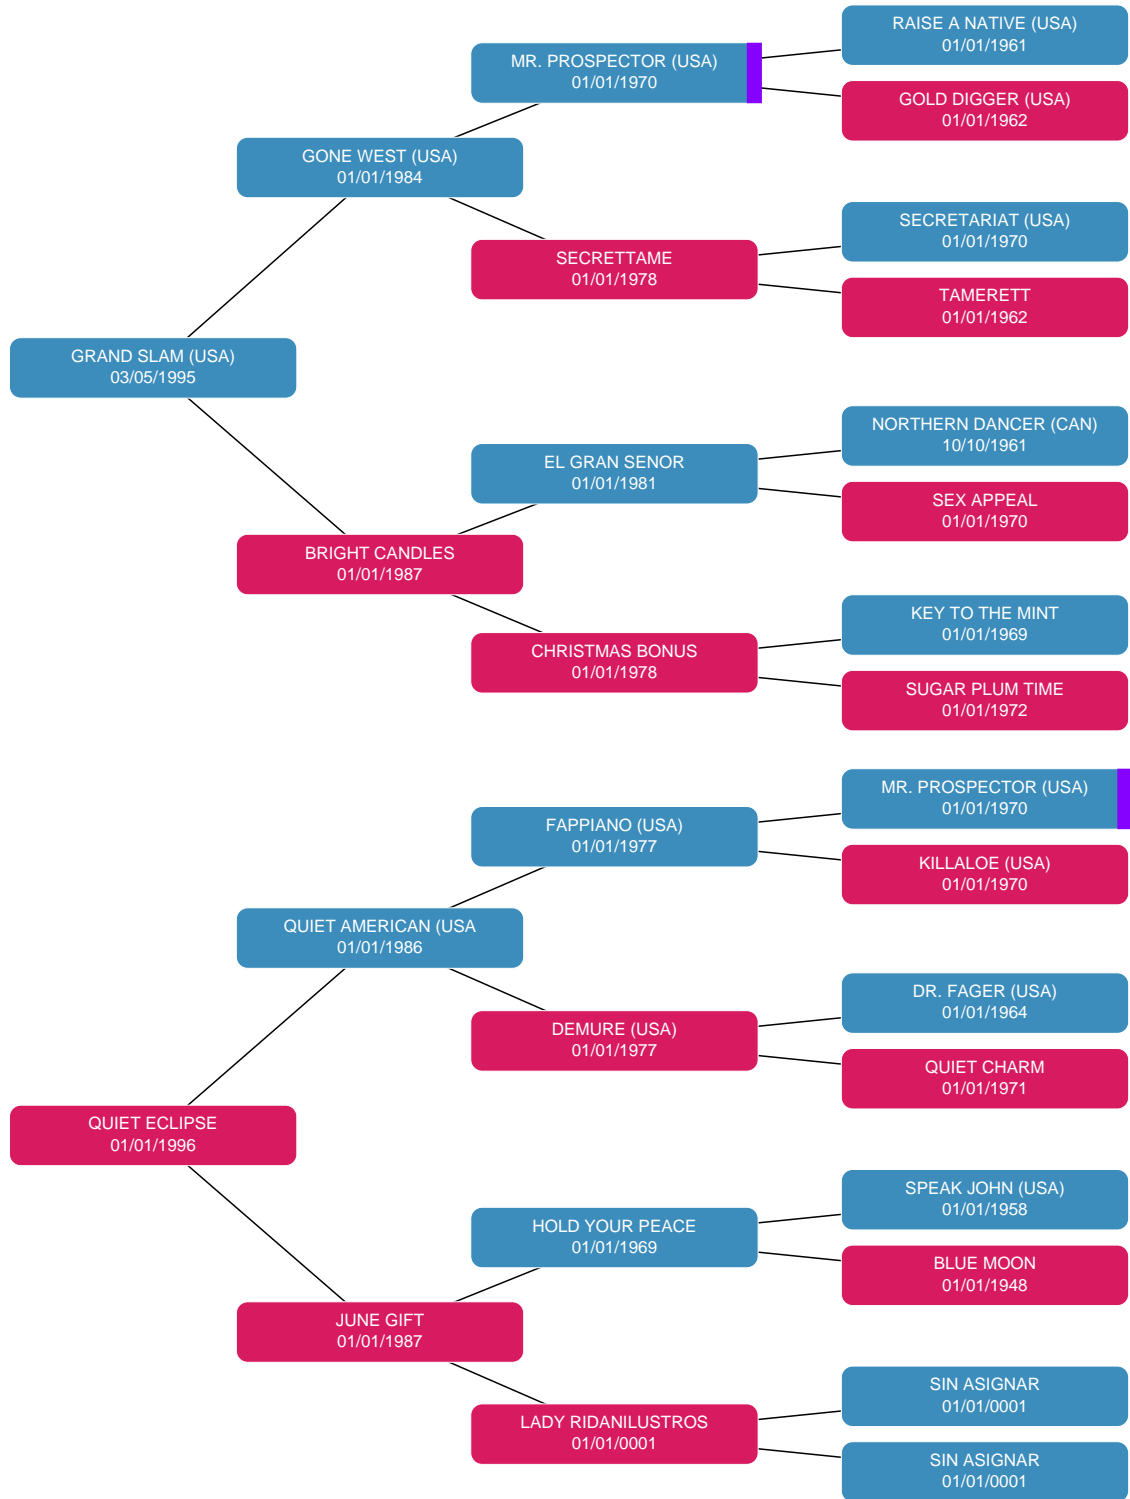 RAISE A NATIVE (USA)
01/01/1961
MR. PROSPECTOR (USA)
01/01/1970
GOLD DIGGER (USA)
01/01/1962
GONE WEST (USA)
01/01/1984
SECRETARIAT (USA)
01/01/1970
SECRETTAME
01/01/1978
TAMERETT
01/01/1962
GRAND SLAM (USA)
03/05/1995
NORTHERN DANCER (CAN)
10/10/1961
EL GRAN SENOR
01/01/1981
SEX APPEAL
01/01/1970
BRIGHT CANDLES
01/01/1987
KEY TO THE MINT
01/01/1969
CHRISTMAS BONUS
01/01/1978
SUGAR PLUM TIME
01/01/1972
MR. PROSPECTOR (USA)
01/01/1970
FAPPIANO (USA)
01/01/1977
KILLALOE (USA)
01/01/1970
QUIET AMERICAN (USA
01/01/1986
DR. FAGER (USA)
01/01/1964
DEMURE (USA)
01/01/1977
QUIET CHARM
01/01/1971
QUIET ECLIPSE
01/01/1996
SPEAK JOHN (USA)
01/01/1958
HOLD YOUR PEACE
01/01/1969
BLUE MOON
01/01/1948
JUNE GIFT
01/01/1987
SIN ASIGNAR
01/01/0001
LADY RIDANILUSTROS
01/01/0001
SIN ASIGNAR
01/01/0001